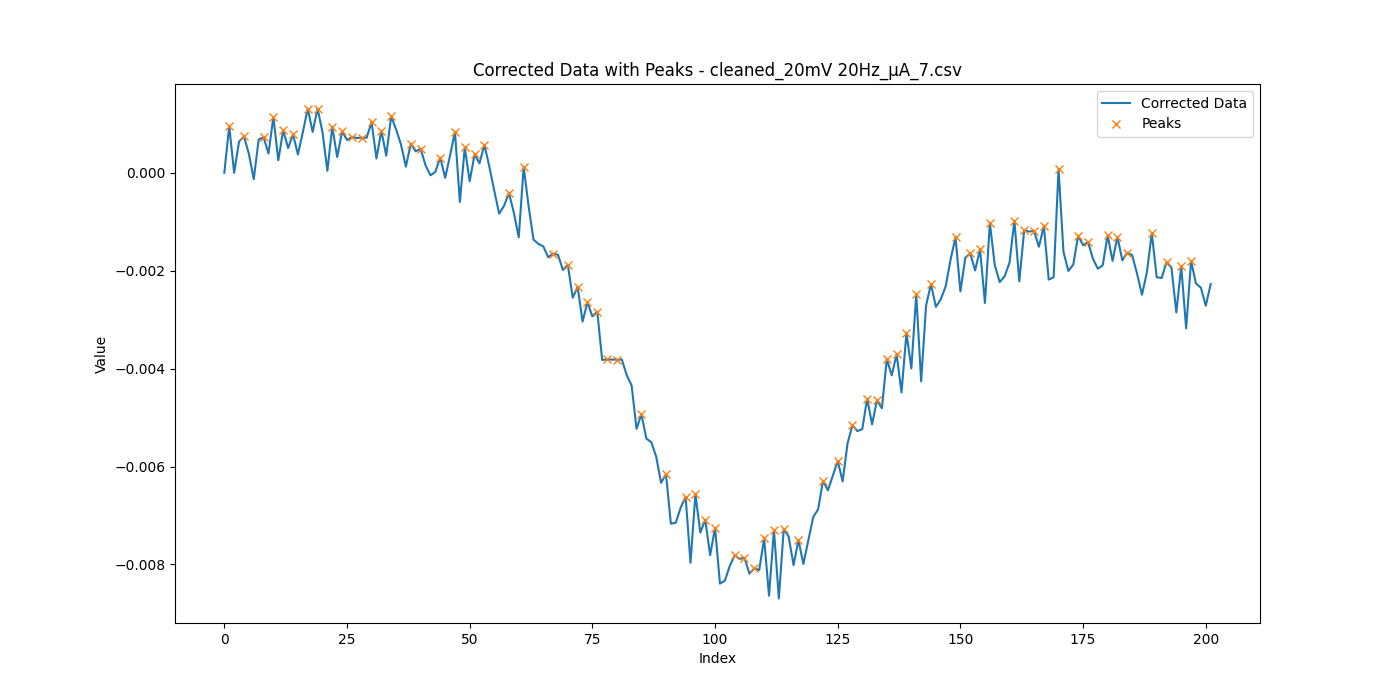 Corrected Data with Peaks - cleaned_20mV 20Hz_µA_7.csv
Corrected Data
Peaks
0.000
−0.002
−0.004
−0.006
−0.008
Value
0 25 50 75 100 125 150 175 200
Index